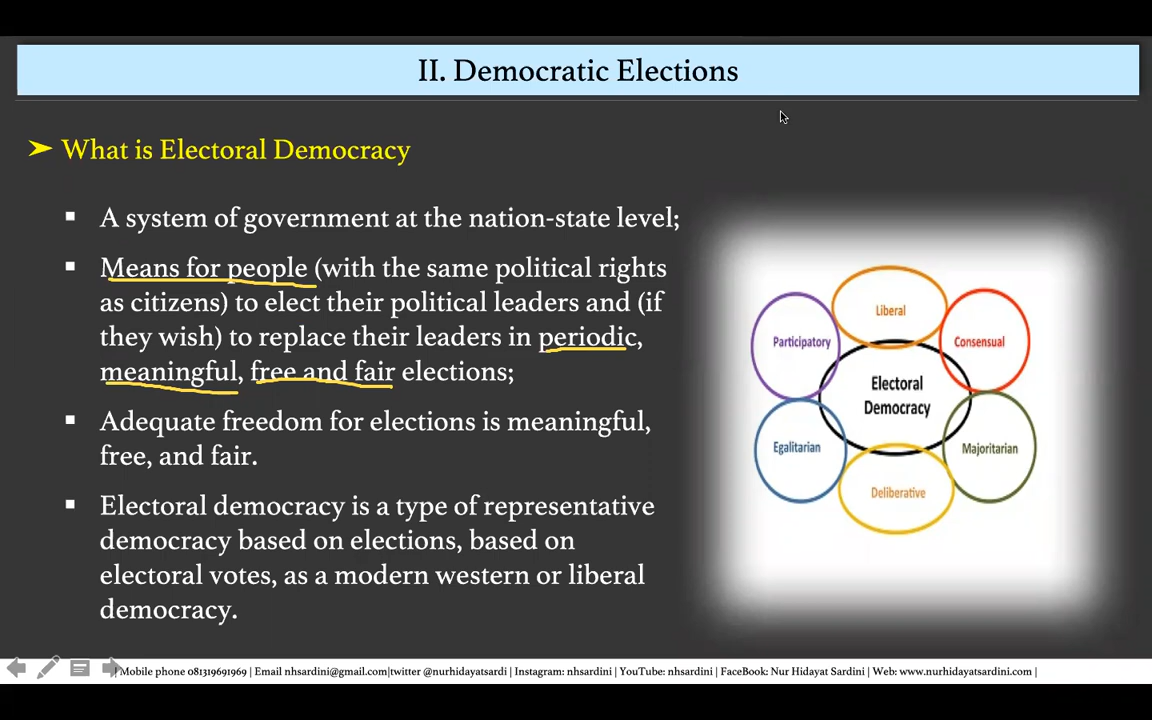 II. Democratic Elections
➤ What is Electoral Democracy
▪ A system of government at the nation-state level;
▪ Means for people (with the same political rights
as citizens) to elect their political leaders and (if
they wish) to replace their leaders in periodic,
meaningful, free and fair elections;
▪ Adequate freedom for elections is meaningful,
free, and fair.
▪ Electoral democracy is a type of representative
democracy based on elections, based on
electoral votes, as a modern western or liberal
democracy.
Liberal
Participatory
Consensual
Electoral
Democracy
Egalitarian
Majoritarian
Deliberative
| Mobile phone 081319691969 | Email nhsardini@gmail.com|twitter @nurhidayatsardi | Instagram: nhsardini | YouTube: nhsardini | FaceBook: Nur Hidayat Sardini | Web: www.nurhidayatsardini.com |